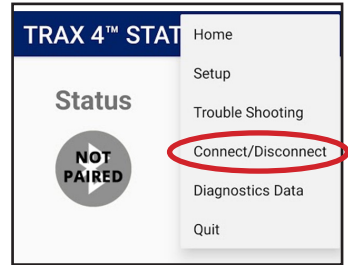 TRAX 4™ STAT
Status
NOT
PAIRED
Home
Setup
Trouble Shooting
Connect/Disconnect
Diagnostics Data
Quit